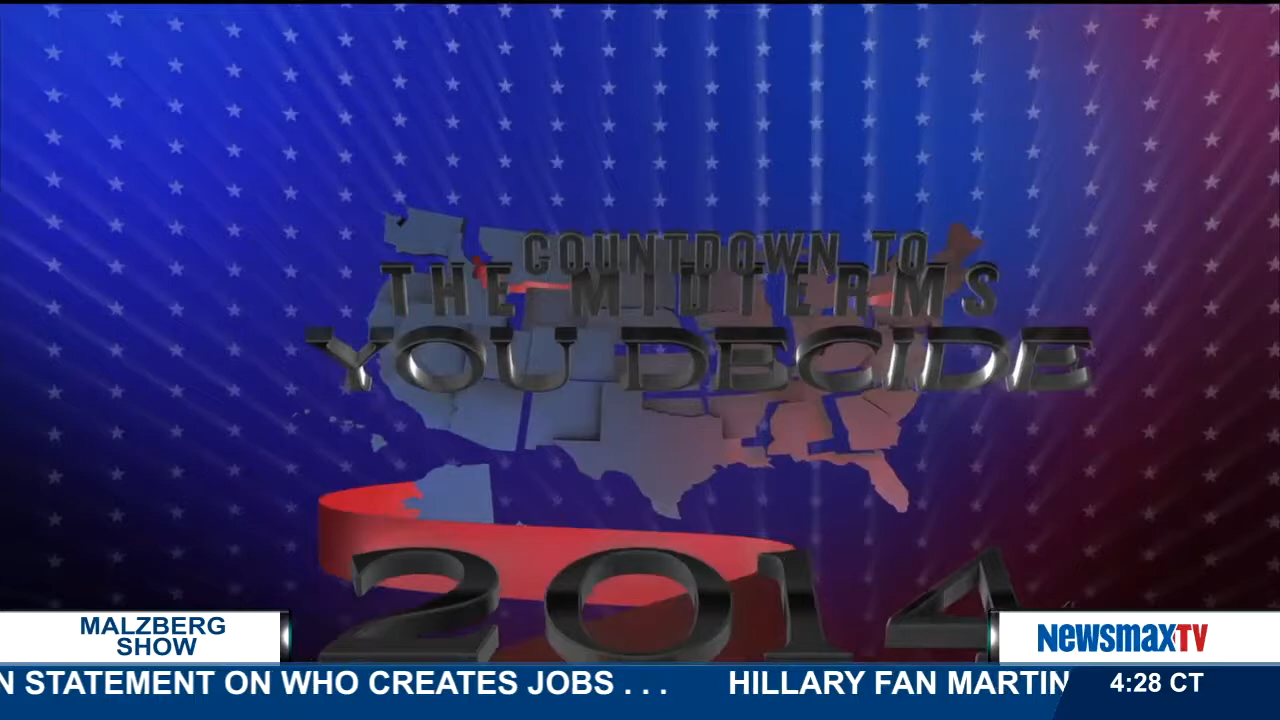 COUNTDOWN TO
THE MIDTERMS
YOU DECIDE
2014
MALZBERG
SHOW
NEWSMAXTV
N STATEMENT ON WHO CREATES JOBS . . . HILLARY FAN MARTIN
4:28 CT